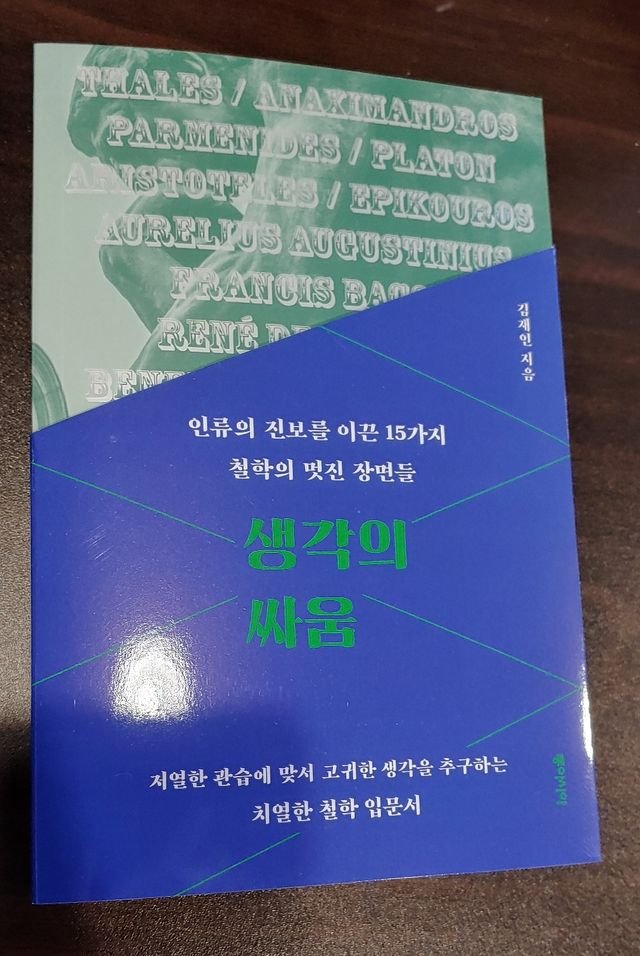 THALES / ANAXIMANDROS
PARMENIDES / PLATON
ARISTOTELES / EPIKOUROS
AURELIUS AUGUSTINUS
FRANCIS
RENÉ
김재인 지음
인류의 진보를 이끈 15가지
철학의 멋진 장면들
생각의
싸움
저열한 관습에 맞서 고귀한 생각을 추구하는
치열한 철학 입문서